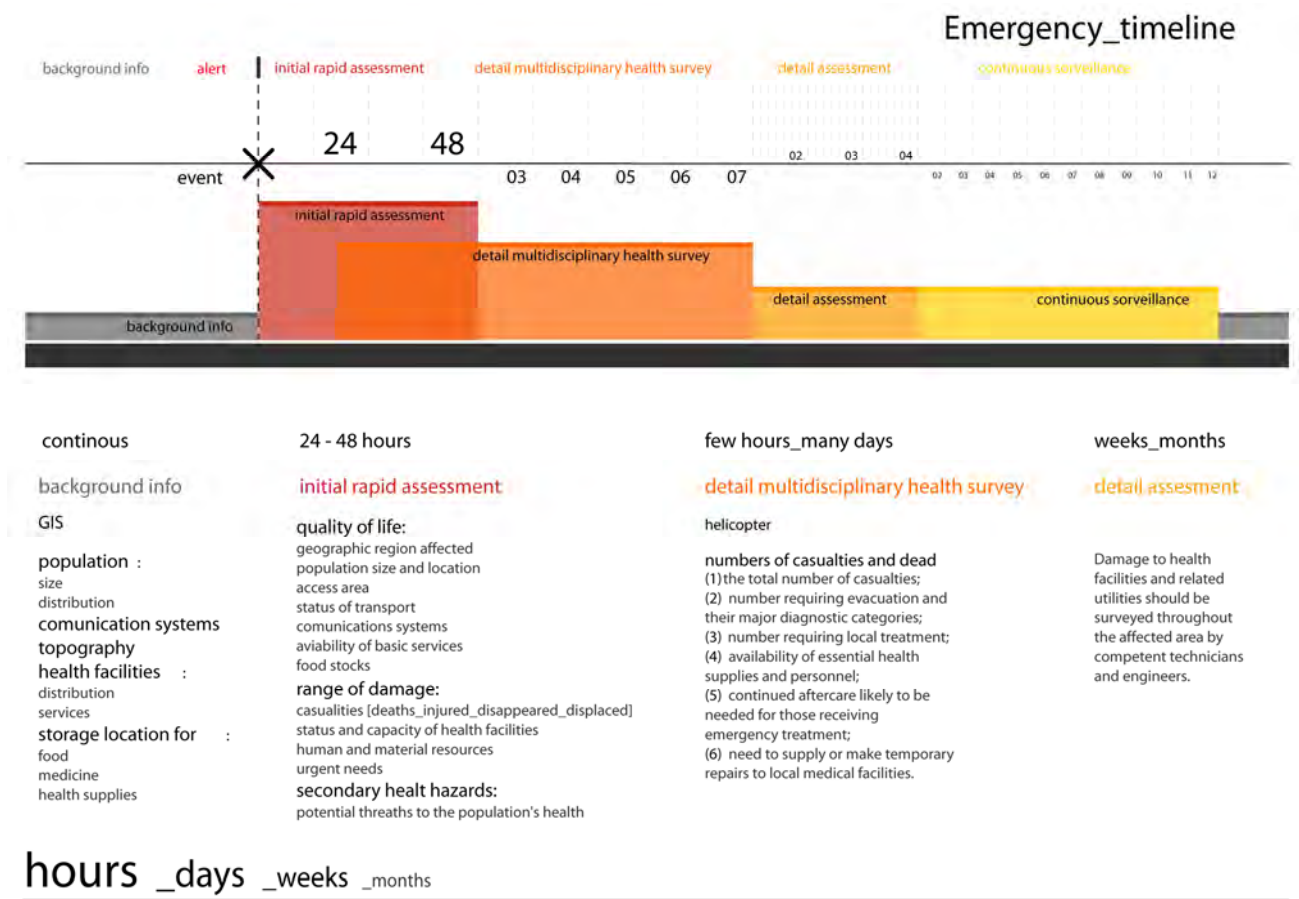 Emergency_timeline
background info alert initial rapid assessment detail multidisciplinary health survey detail assessment continuous sorveillance
24 48
02 03 04
event 03 04 05 06 07
02 03 04 05 06 07 08 09 10 11 12
initial rapid assessment
detail multidisciplinary health survey
detail assessment continuous sorveillance
background info
continous
background info
GIS
population :
size
distribution
comunication systems
topography
health facilities :
distribution
services
storage location for :
food
medicine
health supplies
24 - 48 hours
initial rapid assessment
quality of life:
geographic region affected
population size and location
access area
status of transport
comunications systems
aviability of basic services
food stocks
range of damage:
casualities [deaths_injured_disappeared_displaced]
status and capacity of health facilities
human and material resources
urgent needs
secondary healt hazards:
potential threaths to the population's health
few hours_many days
detail multidisciplinary health survey
helicopter
numbers of casualties and dead
(1)the total number of casualties;
(2) number requiring evacuation and
their major diagnostic categories;
(3) number requiring local treatment;
(4) availability of essential health
supplies and personnel;
(5) continued aftercare likely to be
needed for those receiving
emergency treatment;
(6) need to supply or make temporary
repairs to local medical facilities.
weeks_months
detail assesment
Damage to health
facilities and related
utilities should be
surveyed throughout
the affected area by
competent technicians
and engineers.
hours _days _weeks _months